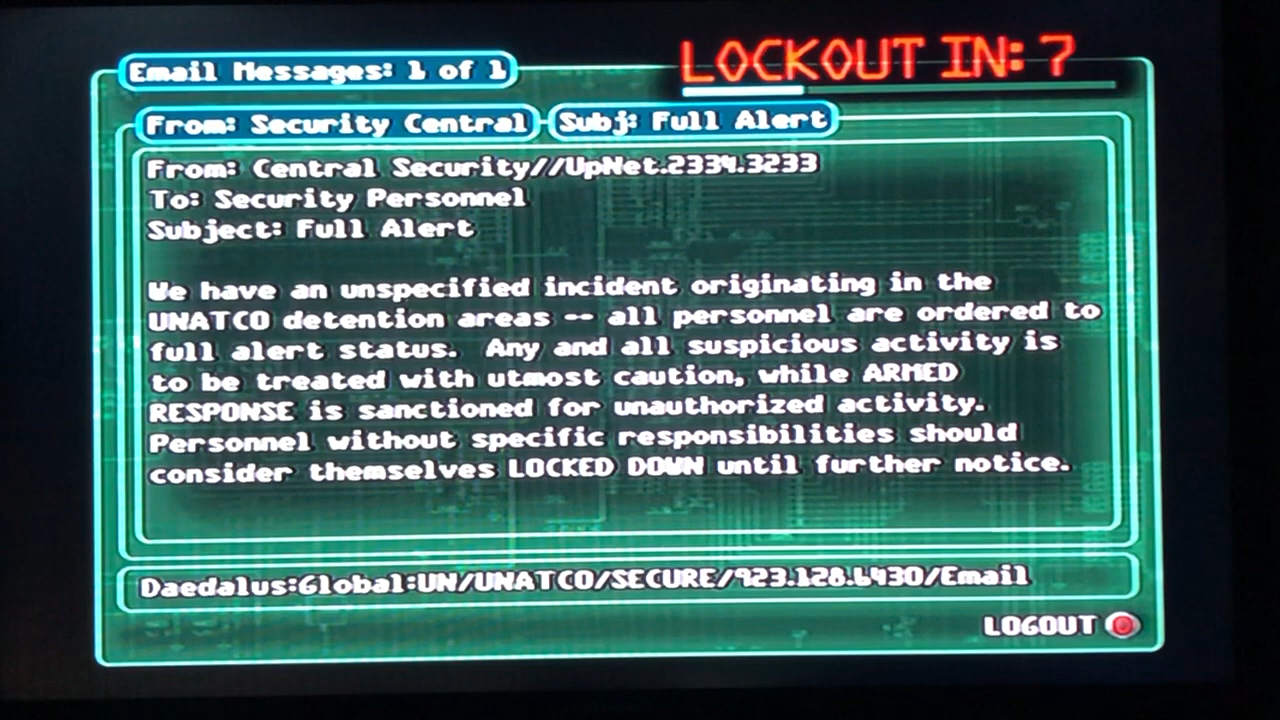 LOCKOUT IN: 7
Email Messages: 1 of 1
From: Security Central Subj: Full Alert
From: Central Security//UpNet.2334.3233
To: Security Personnel
Subject: Full Alert
We have an unspecified incident originating in the
UNATCO detention areas -- all personnel are ordered to
full alert status.  Any and all suspicious activity is
to be treated with utmost caution, while ARMED
RESPONSE is sanctioned for unauthorized activity.
Personnel without specific responsibilities should
consider themselves LOCKED DOWN until further notice.
Daedalus:Global:UN/UNATCO/SECURE/923.128.6430/Email
LOGOUT